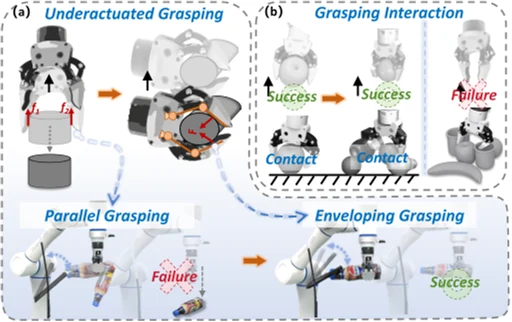 (a) Underactuated Grasping
f₁ f₂
F
(b) Grasping Interaction
Success Success Failure
Contact Contact
Parallel Grasping
Failure
Enveloping Grasping
Success